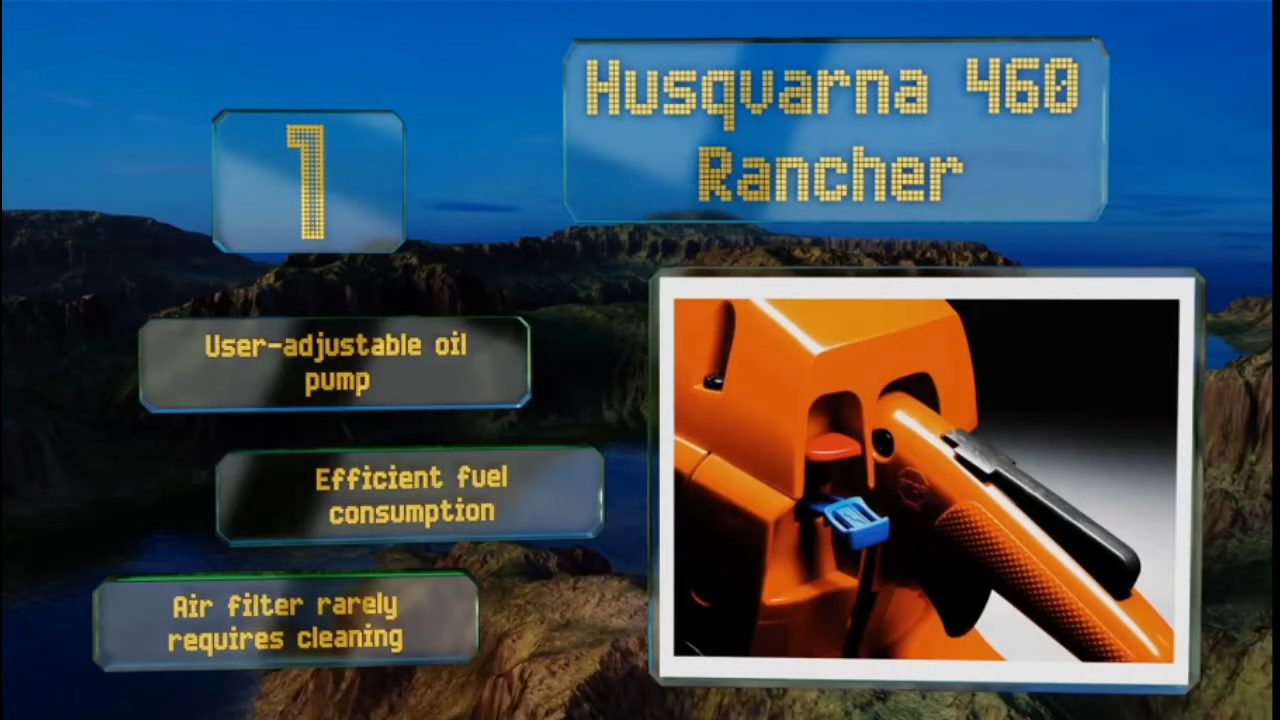 1
Husqvarna 460
Rancher
User-adjustable oil
pump
Efficient fuel
consumption
Air filter rarely
requires cleaning